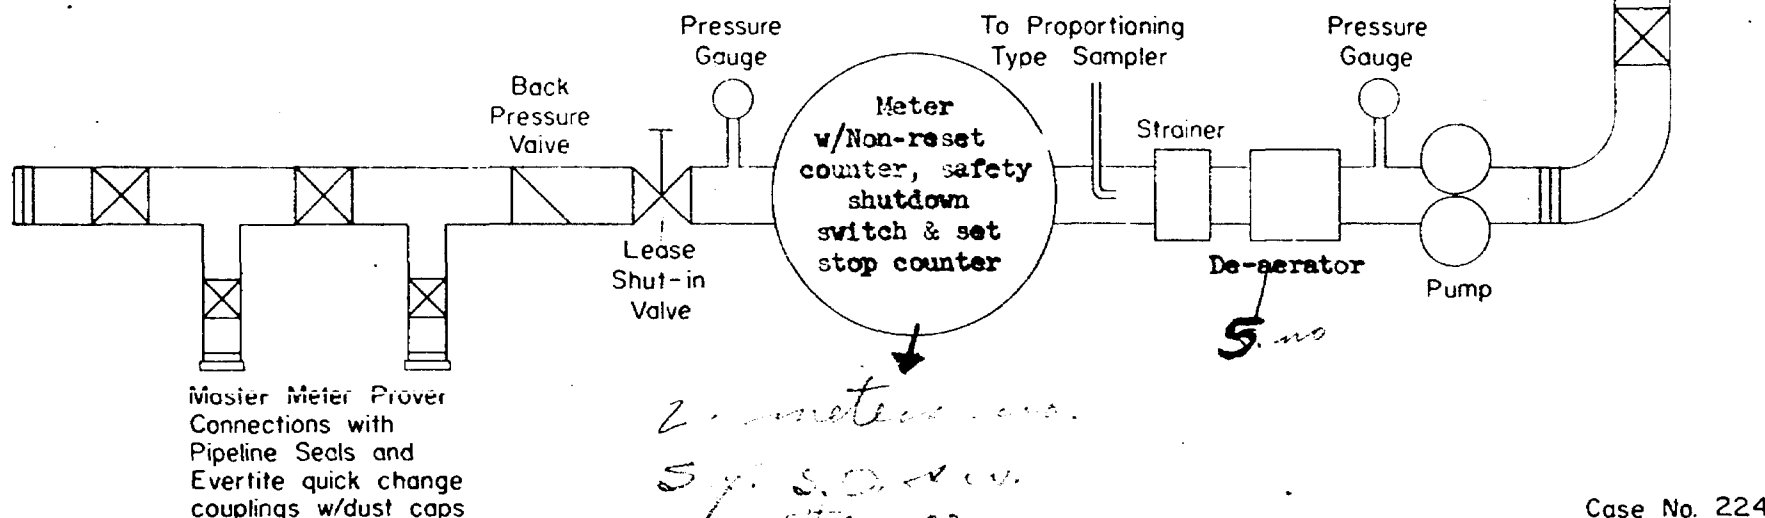 Pressure
Gauge
To Proportioning
Type Sampler
Pressure
Gauge
Back
Pressure
Valve
Meter
w/Non-reset
counter, safety
shutdown
switch & set
stop counter
Strainer
Lease
Shut-in
Valve
De-aerator
Pump
S. no
Master Meter Prover
Connections with
Pipeline Seals and
Evertite quick change
couplings w/dust caps
2
S.
Case No. 224